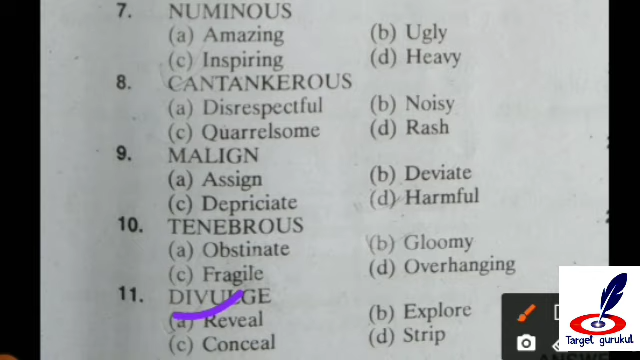 7. NUMINOUS
(a) Amazing (b) Ugly
(c) Inspiring (d) Heavy
8. CANTANKEROUS
(a) Disrespectful (b) Noisy
(c) Quarrelsome (d) Rash
9. MALIGN
(a) Assign (b) Deviate
(c) Depriciate (d) Harmful
10. TENEBROUS
(a) Obstinate (b) Gloomy
(c) Fragile (d) Overhanging
11. DIVULGE
(a) Reveal (b) Explore
(c) Conceal (d) Strip
Target gurukul